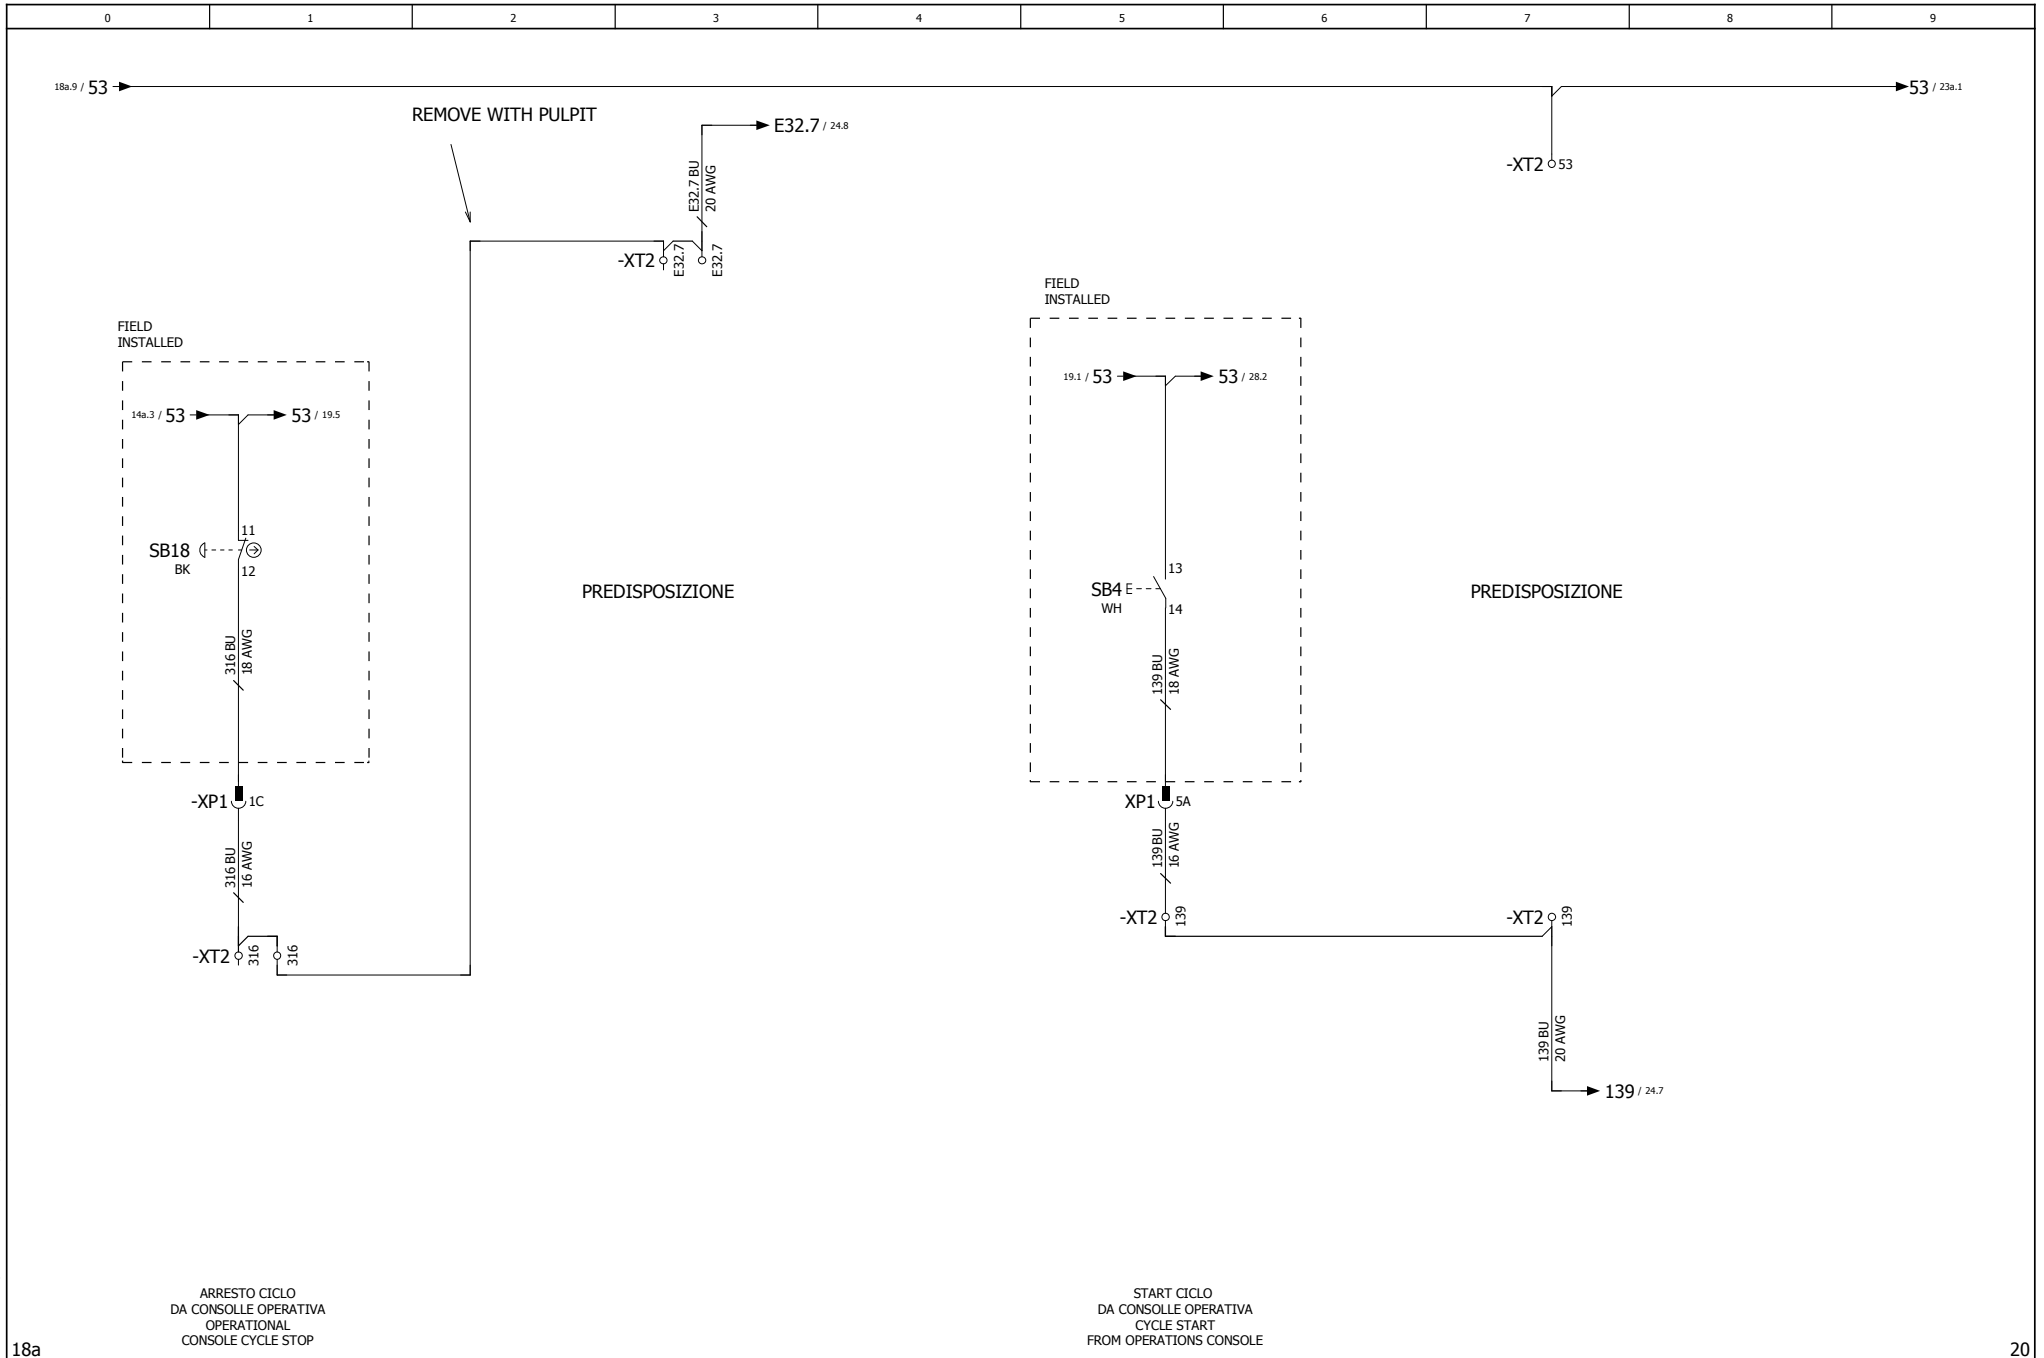 0 1 2 3 4 5 6 7 8 9
18a.9 / 53
53 / 23a.1
REMOVE WITH PULPIT
E32.7 / 24.8
E32.7 BU
20 AWG
-XT2 53
-XT2 E32.7 E32.7
FIELD
INSTALLED
14a.3 / 53
53 / 19.5
11
SB18
BK
12
316 BU
18 AWG
-XP1 1C
316 BU
16 AWG
-XT2 316 316
PREDISPOSIZIONE
FIELD
INSTALLED
19.1 / 53
53 / 28.2
13
SB4
WH
14
139 BU
18 AWG
XP1 5A
139 BU
16 AWG
-XT2 139
PREDISPOSIZIONE
-XT2 139
139 BU
20 AWG
139 / 24.7
ARRESTO CICLO
DA CONSOLLE OPERATIVA
OPERATIONAL
CONSOLE CYCLE STOP
START CICLO
DA CONSOLLE OPERATIVA
CYCLE START
FROM OPERATIONS CONSOLE
18a
20